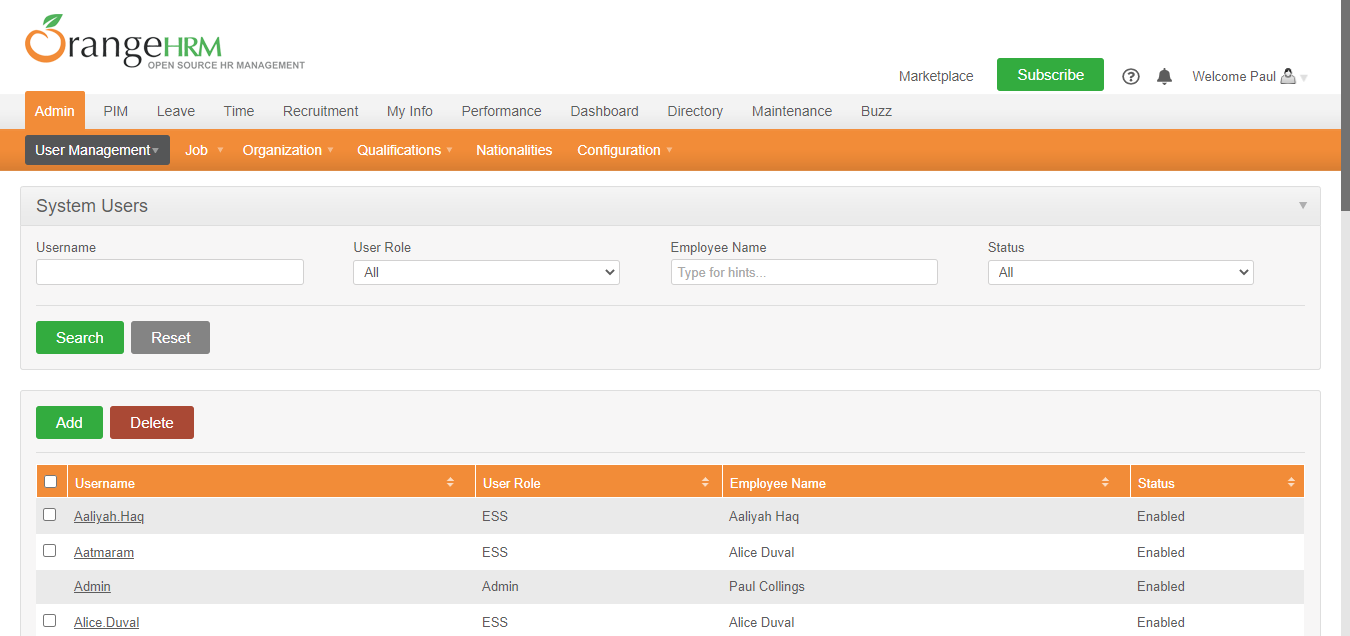 OrangeHRM
OPEN SOURCE HR MANAGEMENT
Marketplace Subscribe Welcome Paul
Admin PIM Leave Time Recruitment My Info Performance Dashboard Directory Maintenance Buzz
User Management Job Organization Qualifications Nationalities Configuration
System Users
Username User Role Employee Name Status
All Type for hints... All
Search Reset
Add Delete
Username User Role Employee Name Status
Aaliyah.Haq ESS Aaliyah Haq Enabled
Aatmaram ESS Alice Duval Enabled
Admin Admin Paul Collings Enabled
Alice.Duval ESS Alice Duval Enabled